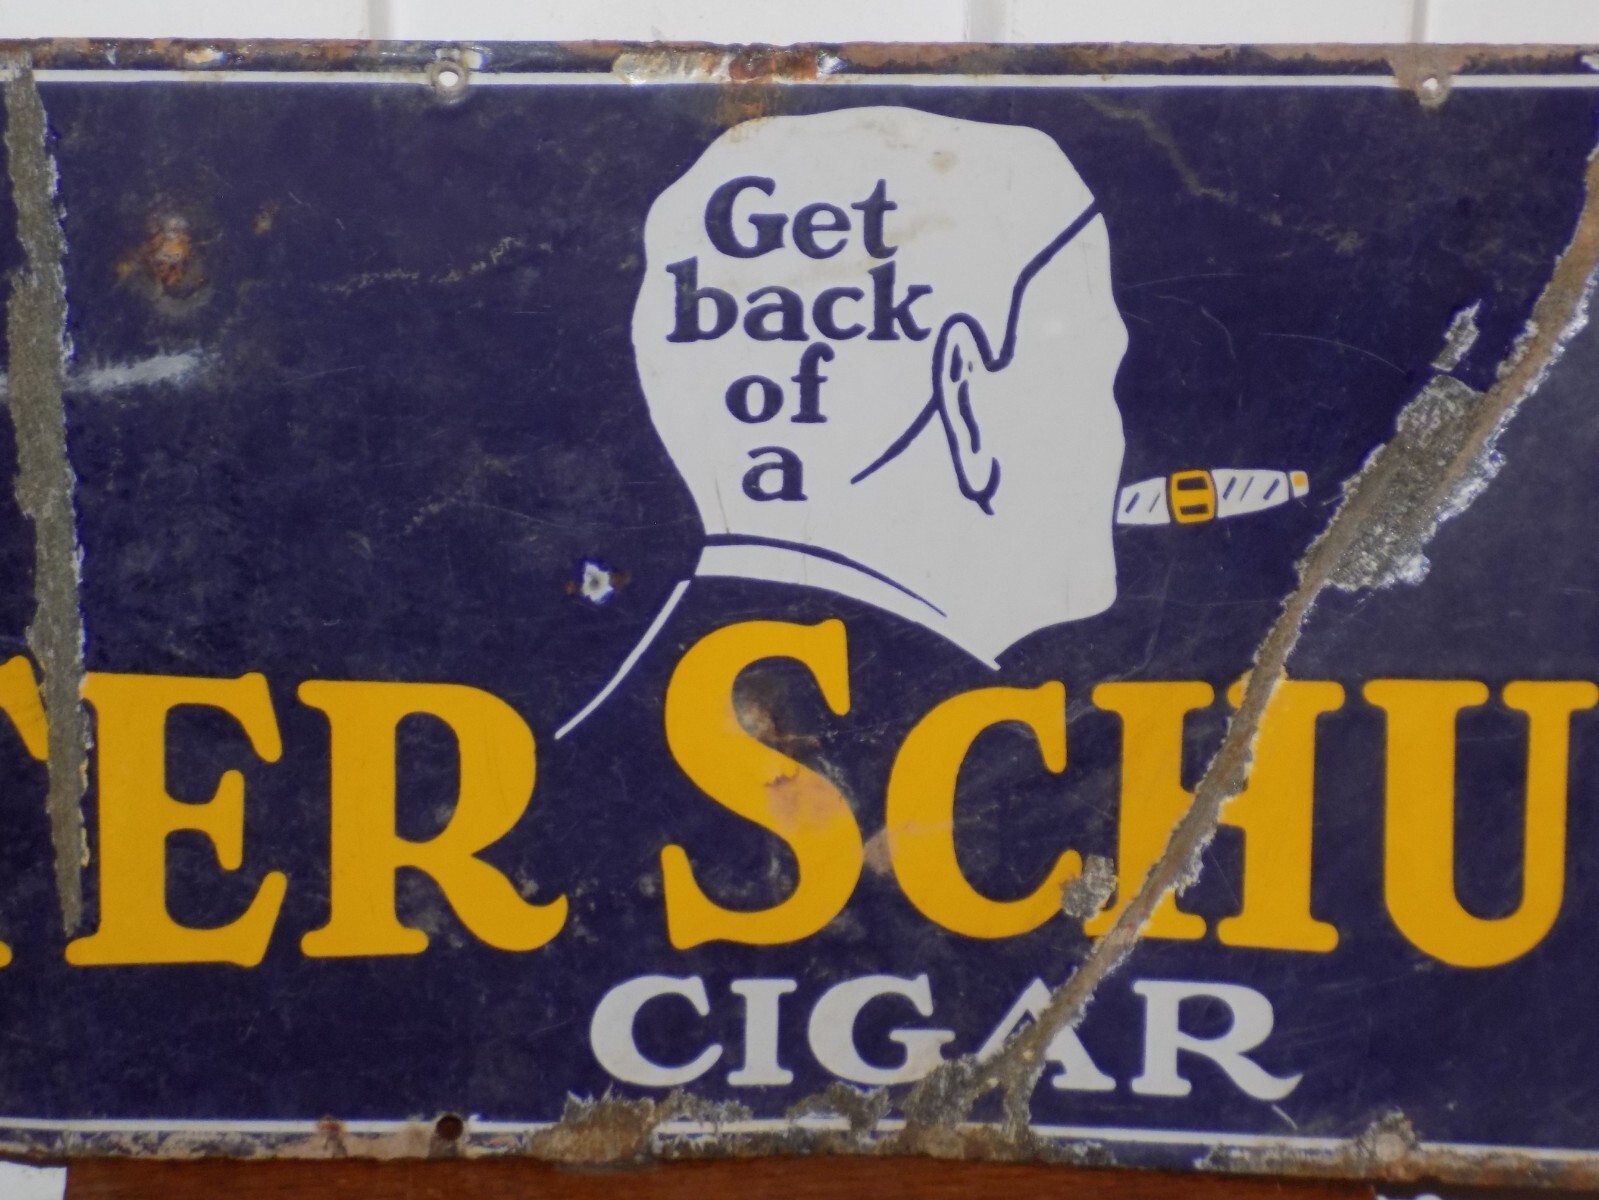 Get
back
of
a
TER SCHU
CIGAR